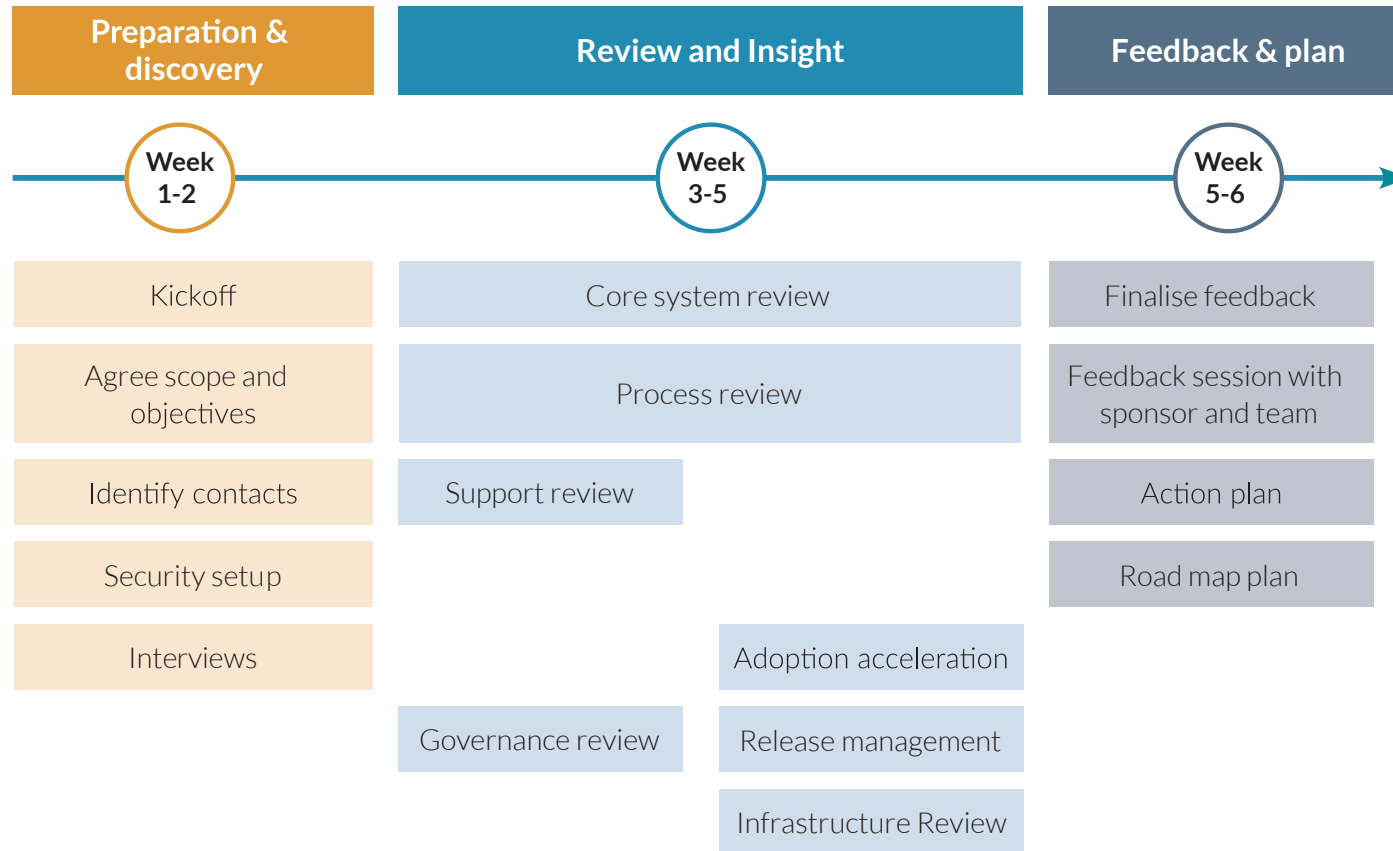 Preparation &
discovery
Review and Insight
Feedback & plan
Week
1-2
Week
3-5
Week
5-6
Kickoff
Core system review
Finalise feedback
Agree scope and
objectives
Process review
Feedback session with
sponsor and team
Identify contacts
Support review
Action plan
Security setup
Road map plan
Interviews
Adoption acceleration
Governance review
Release management
Infrastructure Review